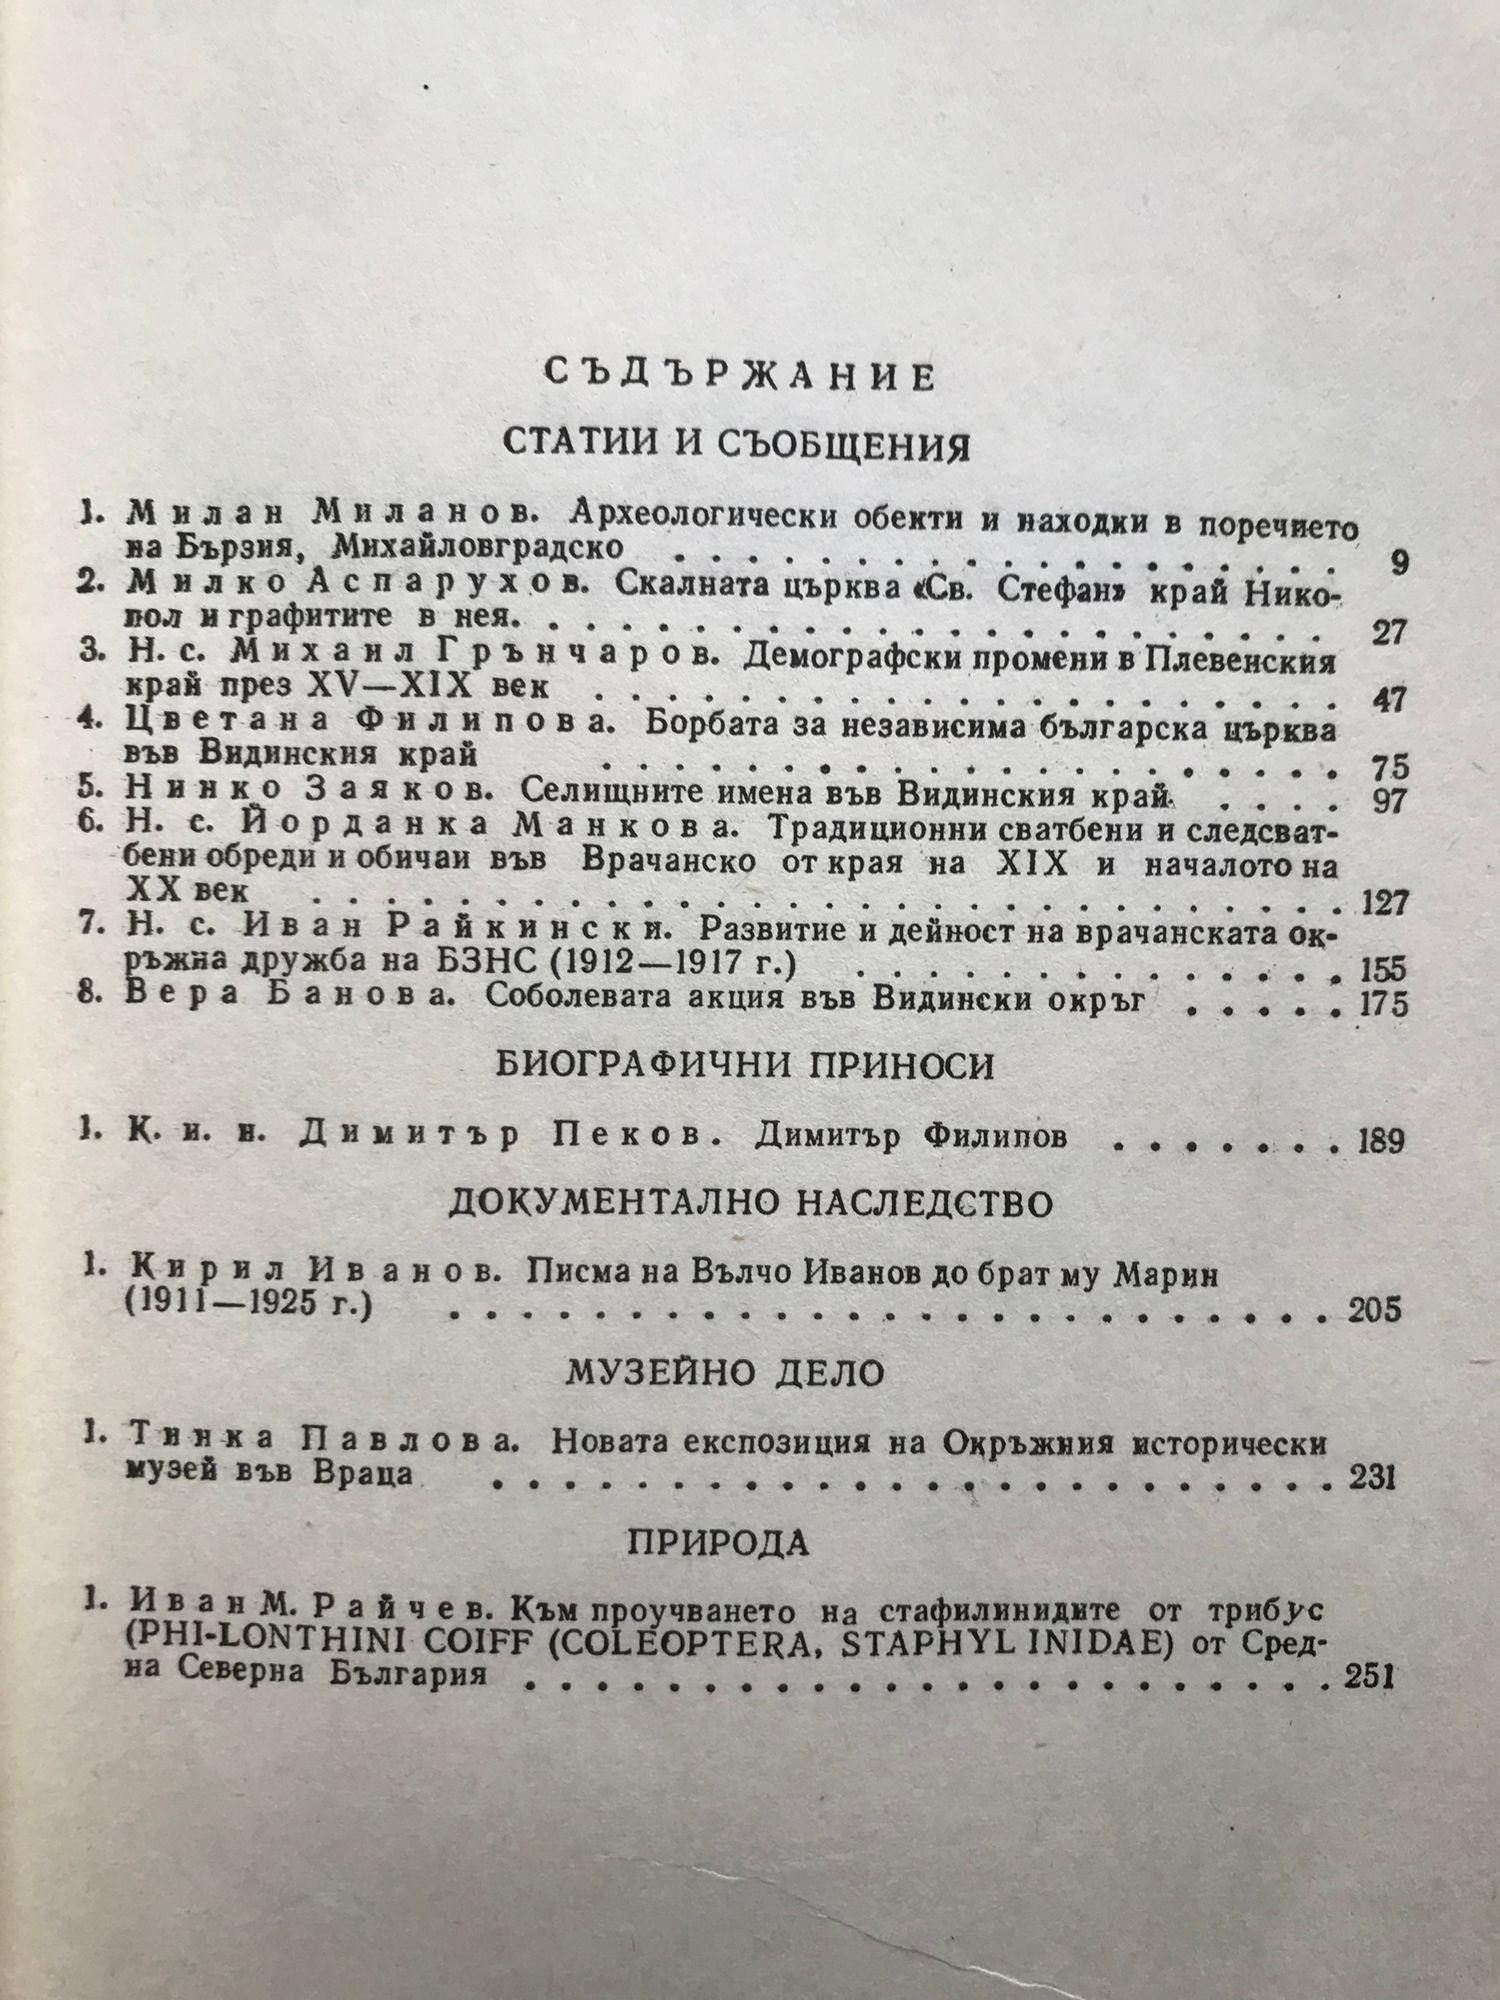 СЪДЪРЖАНИЕ
СТАТИИ И СЪОБЩЕНИЯ
1. Милан Миланов. Археологически обекти и находки в поречието
на Бързия, Михайловградско . . . . . . . . . . . . . . . . . . . 9
2. Милко Аспарухов. Скалната църква «Св. Стефан» край Нико-
пол и графитите в нея. . . . . . . . . . . . . . . . . . . . . . . 27
3. Н. с. Михаил Грънчаров. Демографски промени в Плевенския
край през XV—XIX век . . . . . . . . . . . . . . . . . . . . . 47
4. Цветана Филипова. Борбата за независима българска църква
във Видинския край . . . . . . . . . . . . . . . . . . . . . 75
5. Нинко Заяков. Селищните имена във Видинския край . . . . 97
6. Н. с. Йорданка Манкова. Традиционни сватбени и следсват-
бени обреди и обичаи във Врачанско от края на XIX и началото на
XX век . . . . . . . . . . . . . . . . . . . . . . . . . . . . . 127
7. Н. с. Иван Райкински. Развитие и дейност на врачанската ок-
ръжна дружба на БЗНС (1912—1917 г.) . . . . . . . . . . . . . . 155
8. Вера Банова. Соболевата акция във Видински окръг . . . . . 175
БИОГРАФИЧНИ ПРИНОСИ
1. К. и. н. Димитър Пеков. Димитър Филипов . . . . . . . 189
ДОКУМЕНТАЛНО НАСЛЕДСТВО
1. Кирил Иванов. Писма на Вълчо Иванов до брат му Марин
(1911—1925 г.) . . . . . . . . . . . . . . . . . . . . . . . . . 205
МУЗЕЙНО ДЕЛО
1. Тинка Павлова. Новата експозиция на Окръжния исторически
музей във Враца . . . . . . . . . . . . . . . . . . . . . . . . 231
ПРИРОДА
1. Иван М. Райчев. Към проучването на стафилинидите от трибус
(PHI-LONTHINI COIFF (COLEOPTERA, STAPHYL INIDAE) от Сред-
на Северна България . . . . . . . . . . . . . . . . . . . . . . . 251